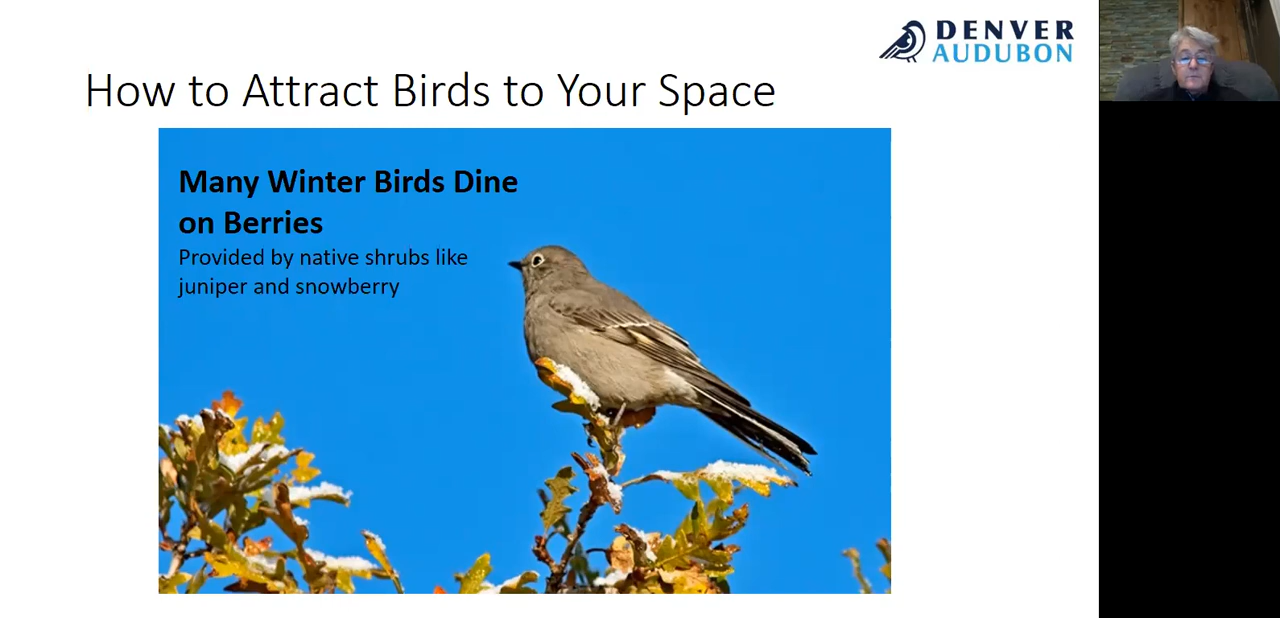 DENVER
AUDUBON
How to Attract Birds to Your Space
Many Winter Birds Dine
on Berries
Provided by native shrubs like
juniper and snowberry